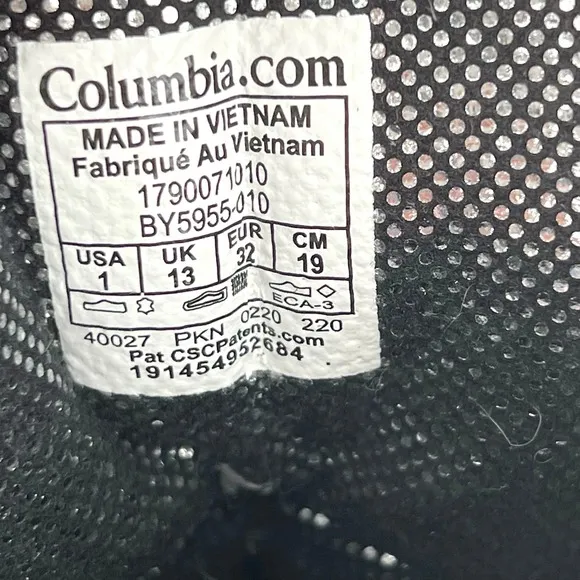 Columbia.com
MADE IN VIETNAM
Fabriqué Au Vietnam
1790071010
BY5955-010
USA UK EUR CM
1 13 32 19
ECA-3
40027 PKN 0220 220
Pat CSCPatents.com
191454952684